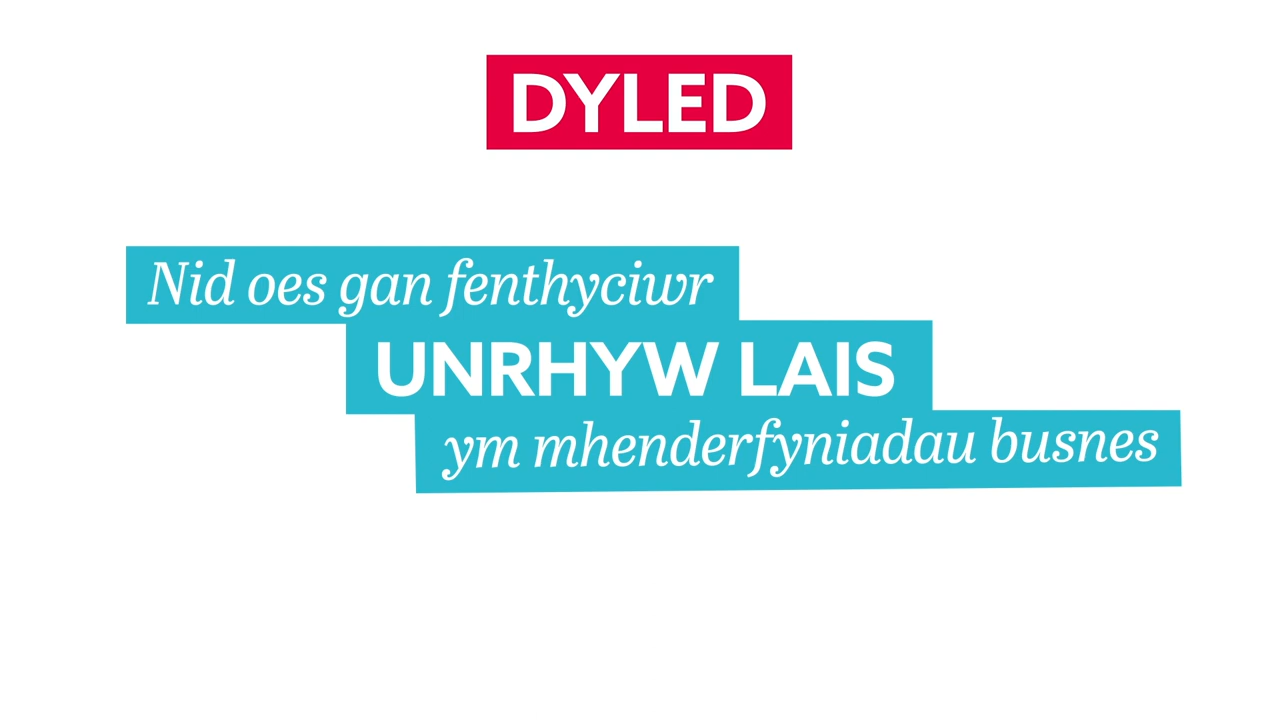 DYLED
Nid oes gan fenthyciwr
UNRHYW LAIS
ym mhenderfyniadau busnes